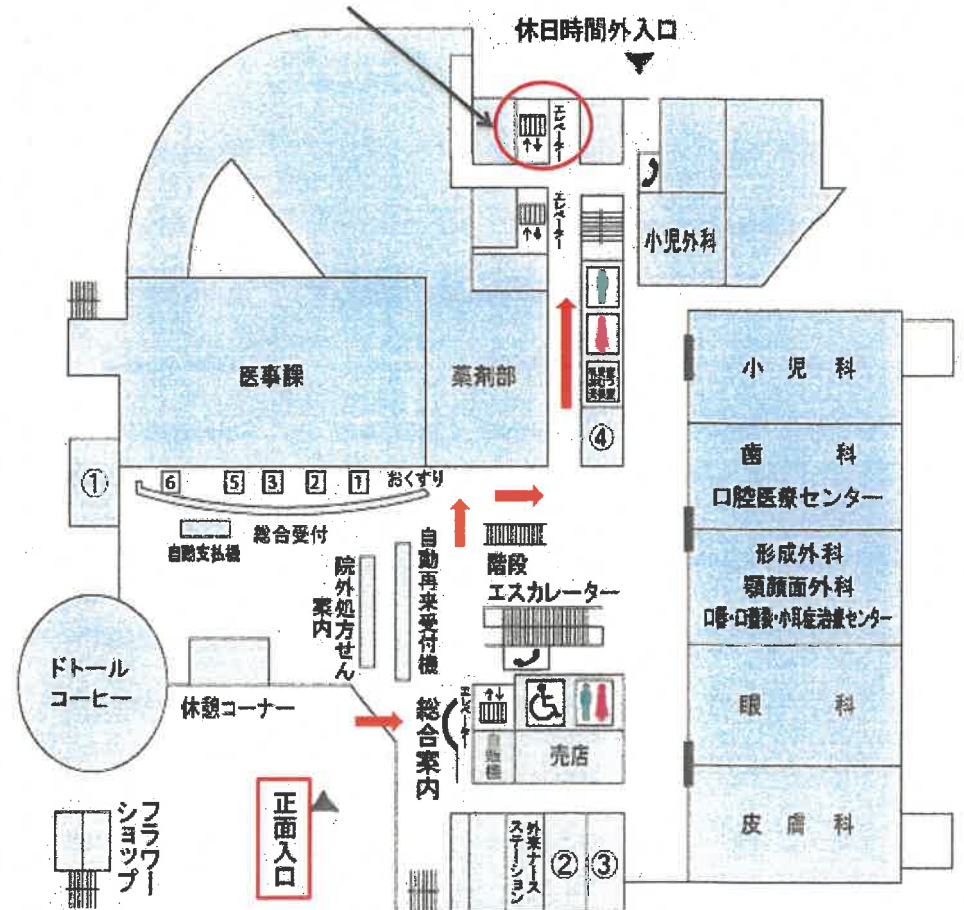 休日時間外入口
エレベーター
↑↓
エレベーター
↑↓
小児外科
医事課
薬剤部
小児科
④
歯科
口腔医療センター
①
6
5
3
2
1
おくすり
総合受付
自動支払機
院外処方せん
案内
自動再来受付機
階段
エスカレーター
形成外科
顎顔面外科
口唇・口蓋裂・小耳症治療センター
ドトール
コーヒー
休憩コーナー
総合案内
エレベーター
↑↓
自販機
売店
眼科
正面入口
フラワー
ショップ
外来ナース
ステーション
②
③
皮膚科